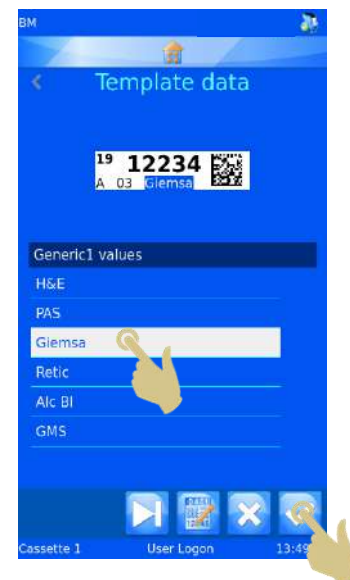 BM
Template data
19 12234
A 03 Giemsa
Generic1 values
H&E
PAS
Giemsa
Retic
Alc Bl
GMS
Cassette 1 User Logon 13:49